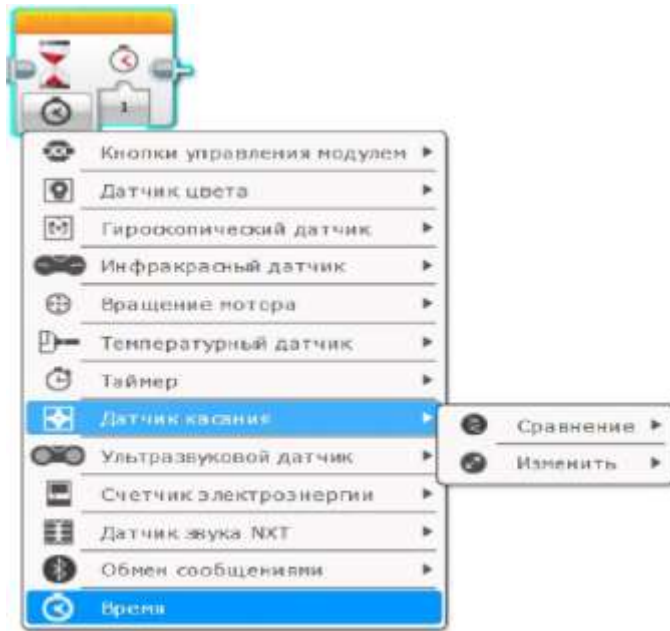 1
Кнопки управления модулем
Датчик цвета
Гироскопический датчик
Инфракрасный датчик
Вращение мотора
Температурный датчик
Таймер
Датчик касания
Сравнение
Ультразвуковой датчик
Изменить
Счетчик электроэнергии
Датчик звука NXT
Обмен сообщениями
Время